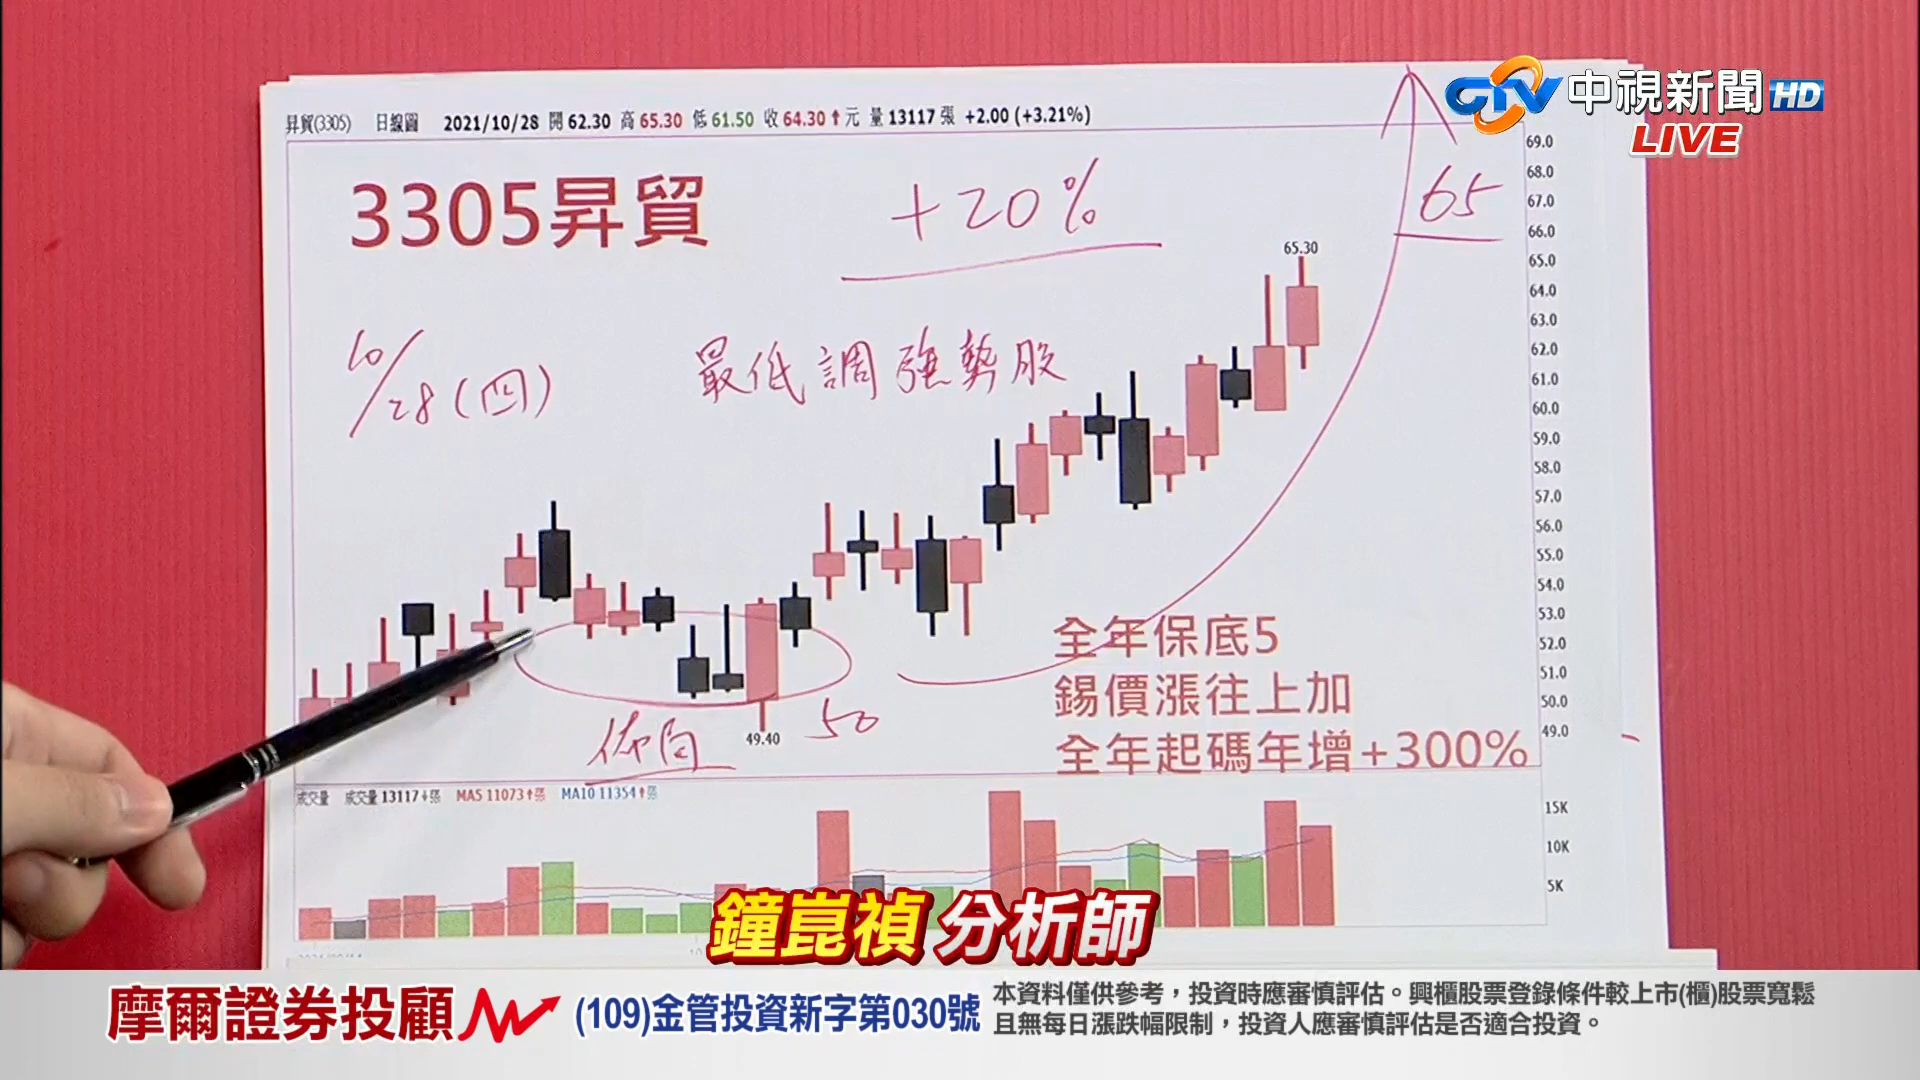 CTV 中視新聞 HD
LIVE
昇貿(3305) 日線圖 2021/10/28 開 62.30 高 65.30 低 61.50 收 64.30↑元 量 13117 張 +2.00 (+3.21%)
3305昇貿
+20%
65
69.0
68.0
67.0
66.0
65.0
64.0
63.0
62.0
61.0
60.0
59.0
58.0
57.0
56.0
55.0
54.0
53.0
52.0
51.0
50.0
49.0
65.30
10/28(四)
最低調強勢股
全年保底5
錫價漲往上加
全年起碼年增+300%
佈局
49.40
50
成交量 成交量 13117↓張 MA5 11073↑張 MA10 11354↑張
15K
10K
5K
鐘崑禎 分析師
摩爾證券投顧
(109)金管投資新字第030號
本資料僅供參考，投資時應審慎評估。興櫃股票登錄條件較上市(櫃)股票寬鬆
且無每日漲跌幅限制，投資人應審慎評估是否適合投資。